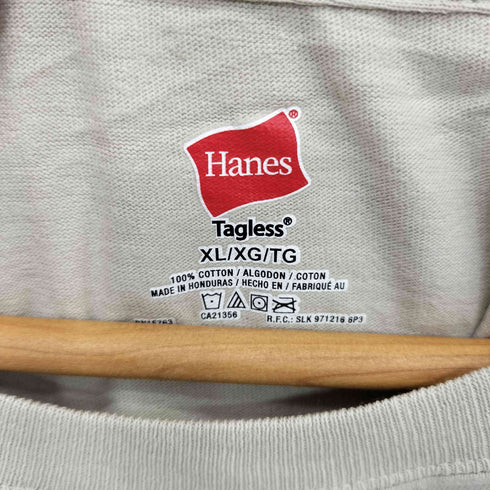 Hanes
Tagless®
XL/XG/TG
100% COTTON / ALGODON / COTON
MADE IN HONDURAS / HECHO EN / FABRIQUÉ AU
CA21356 R.F.C.: SLK 971216 6P3